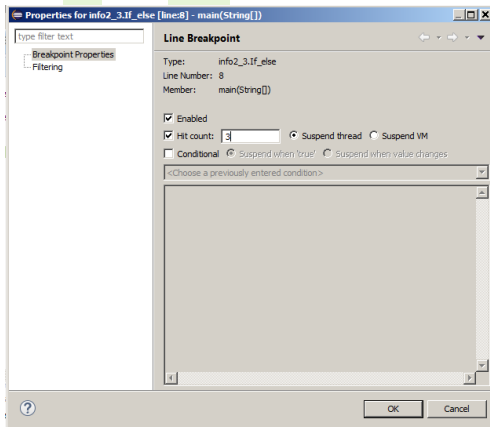 Properties for info2_3.If_else [line:8] - main(String[])
type filter text
Breakpoint Properties
Filtering
Line Breakpoint
Type: info2_3.If_else
Line Number: 8
Member: main(String[])
Enabled
Hit count: 3 Suspend thread Suspend VM
Conditional Suspend when 'true' Suspend when value changes
<Choose a previously entered condition>
OK Cancel